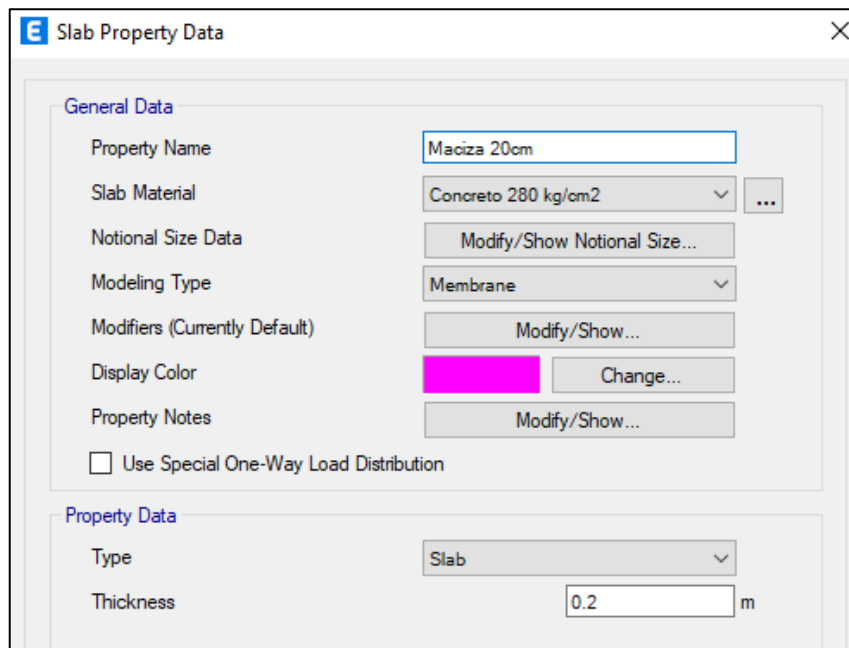 E Slab Property Data
General Data
Property Name Maciza 20cm
Slab Material Concreto 280 kg/cm2 ...
Notional Size Data Modify/Show Notional Size...
Modeling Type Membrane
Modifiers (Currently Default) Modify/Show...
Display Color Change...
Property Notes Modify/Show...
Use Special One-Way Load Distribution
Property Data
Type Slab
Thickness 0.2 m